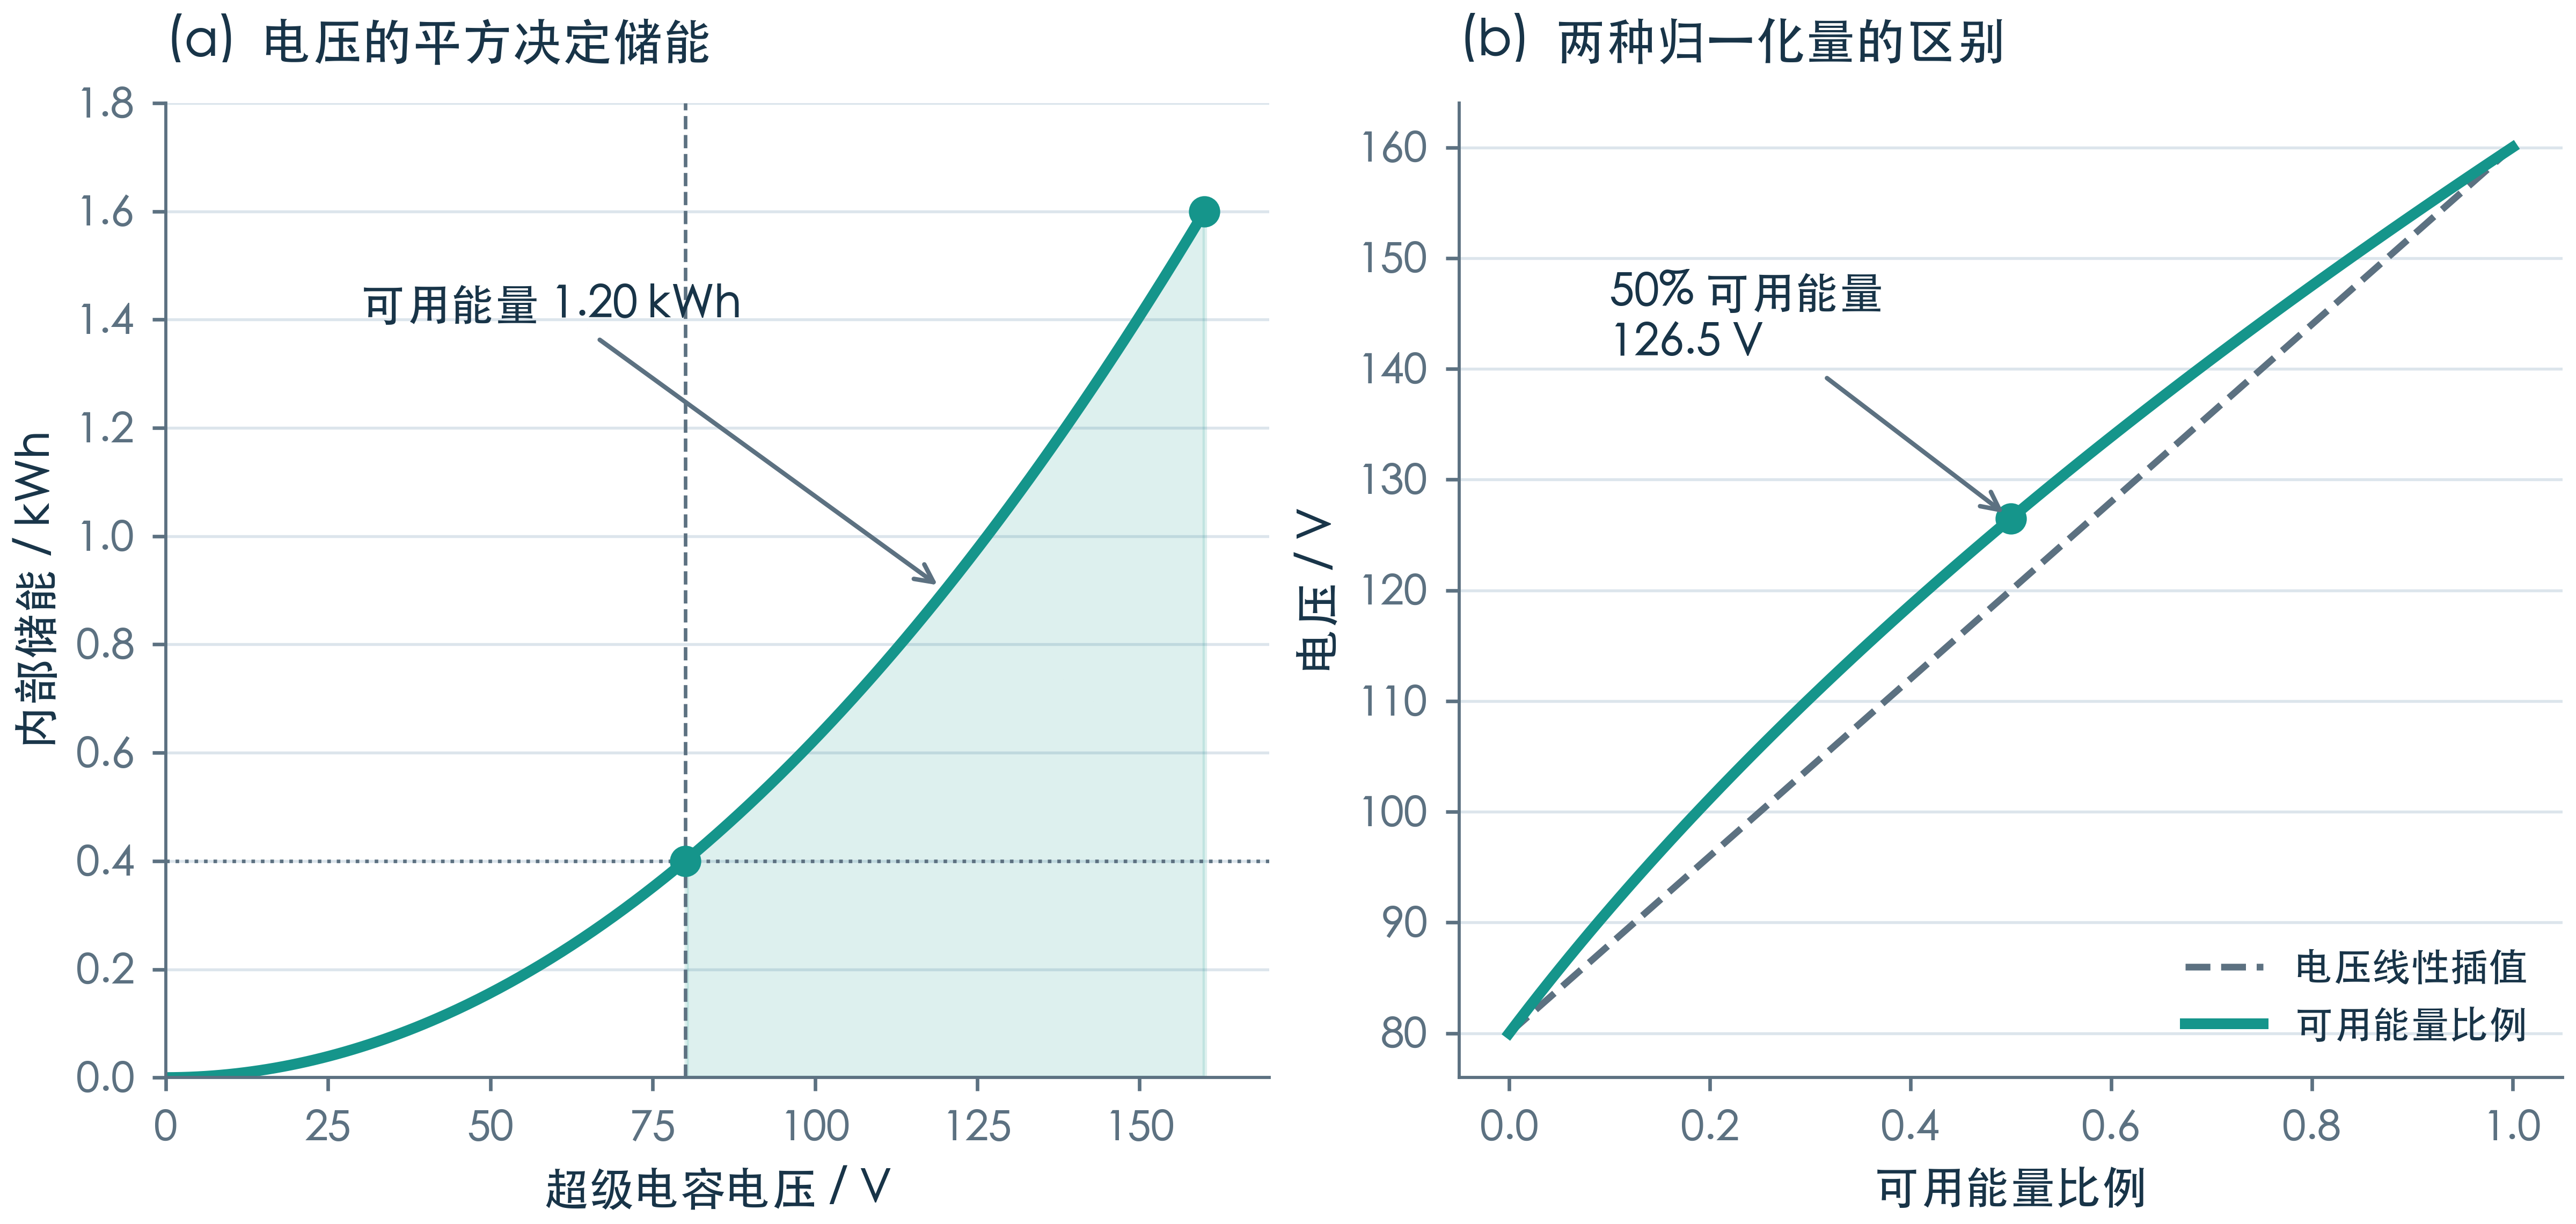 (a) 电压的平方决定储能
1.8
1.6
1.4
1.2
1.0
0.8
0.6
0.4
0.2
0.0
内部储能 / kWh
可用能量 1.20 kWh
0 25 50 75 100 125 150
超级电容电压 / V
(b) 两种归一化量的区别
160
150
140
130
120
110
100
90
80
电压 / V
50% 可用能量
126.5 V
电压线性插值
可用能量比例
0.0 0.2 0.4 0.6 0.8 1.0
可用能量比例